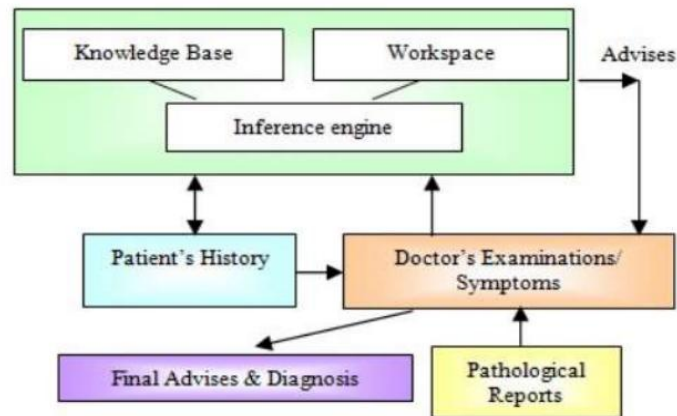 Knowledge Base
Workspace
Advises
Inference engine
Patient's History
Doctor's Examinations/
Symptoms
Final Advises & Diagnosis
Pathological
Reports